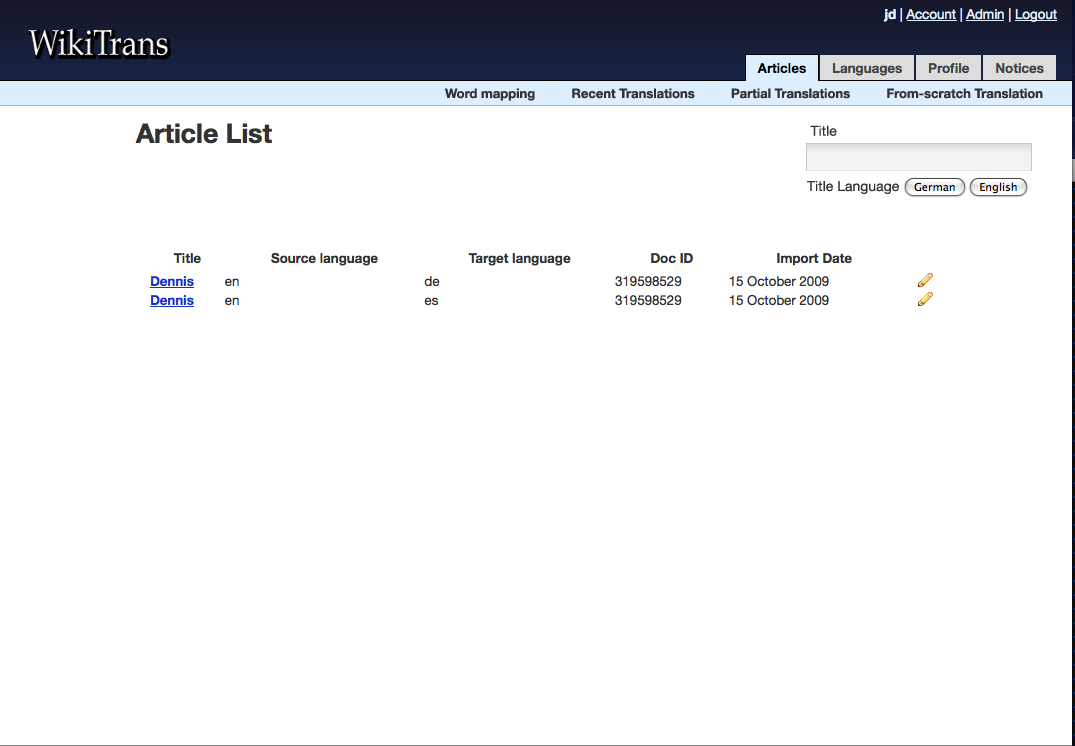 jd | Account | Admin | Logout
WikiTrans
Articles Languages Profile Notices
Word mapping Recent Translations Partial Translations From-scratch Translation
Article List
Title
Title Language German English
Title Source language Target language Doc ID Import Date
Dennis en de 319598529 15 October 2009
Dennis en es 319598529 15 October 2009